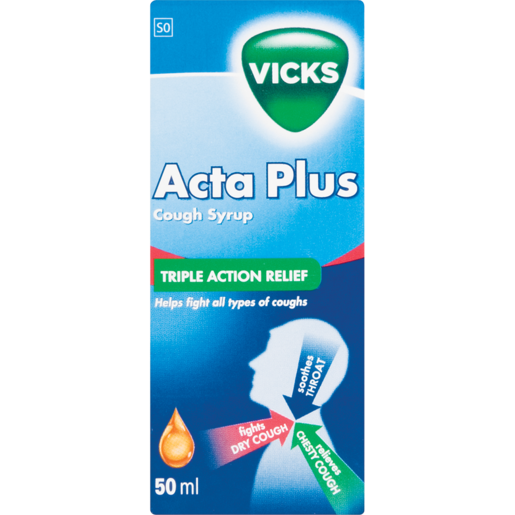 S0
VICKS
Acta Plus
Cough Syrup
TRIPLE ACTION RELIEF
Helps fight all types of coughs
soothes
THROAT
fights
DRY COUGH
relieves
CHESTY COUGH
50 ml